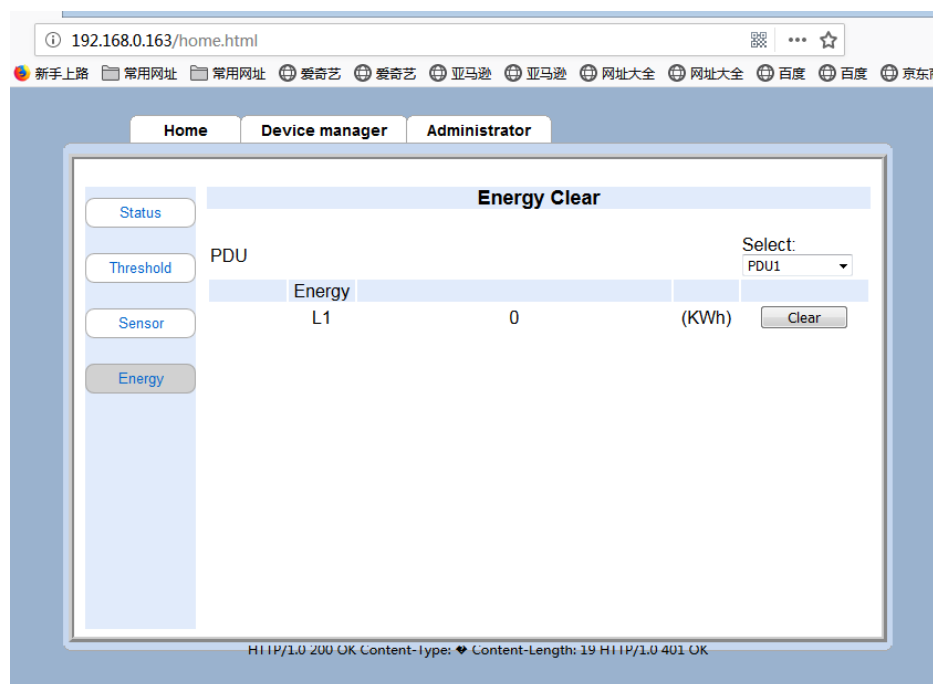 192.168.0.163/home.html
新手上路 常用网址 常用网址 爱奇艺 爱奇艺 亚马逊 亚马逊 网址大全 网址大全 百度 百度 京东商
Home Device manager Administrator
Energy Clear
Status
Select:
PDU PDU1
Threshold
Energy
L1 0 (KWh) Clear
Sensor
Energy
HTTP/1.0 200 OK Content-Type: � Content-Length: 19 HTTP/1.0 401 OK